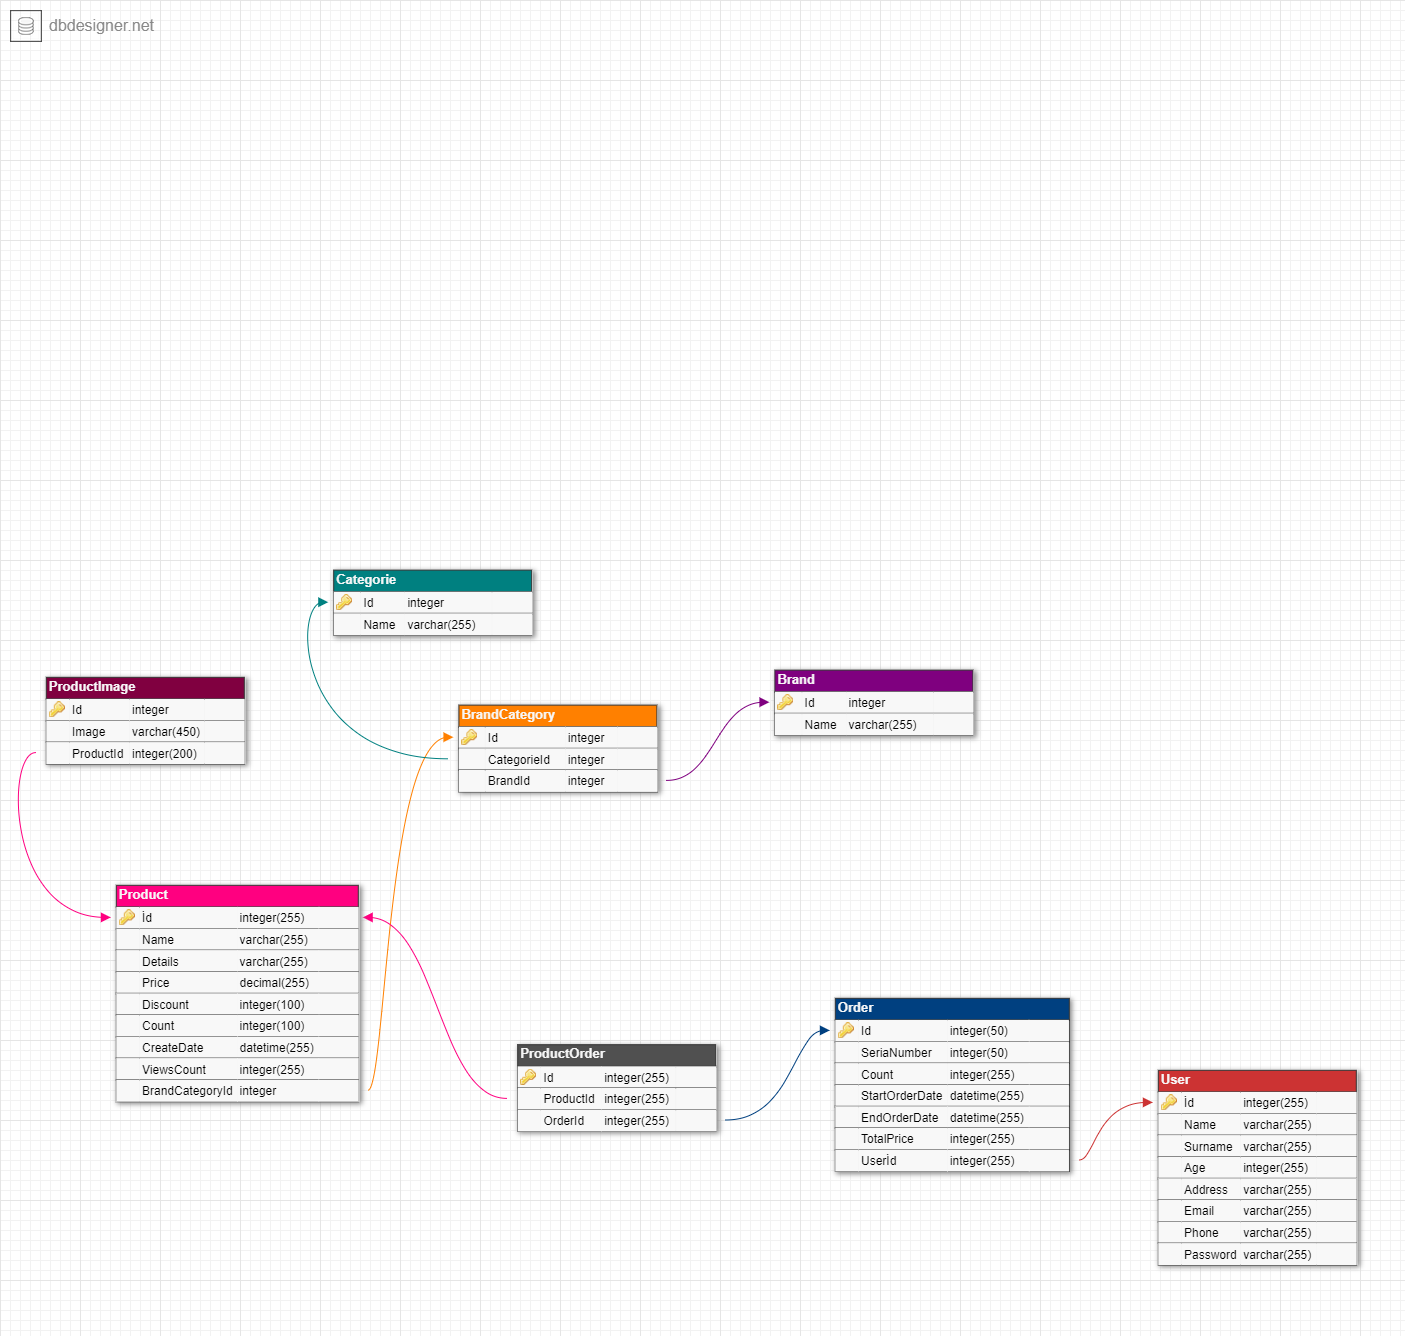 dbdesigner.net
Categorie
Id integer
Name varchar(255)
ProductImage
Id integer
Image varchar(450)
ProductId integer(200)
BrandCategory
Id integer
CategorieId integer
BrandId integer
Brand
Id integer
Name varchar(255)
Product
İd integer(255)
Name varchar(255)
Details varchar(255)
Price decimal(255)
Discount integer(100)
Count integer(100)
CreateDate datetime(255)
ViewsCount integer(255)
BrandCategoryId integer
ProductOrder
Id integer(255)
ProductId integer(255)
OrderId integer(255)
Order
Id integer(50)
SeriaNumber integer(50)
Count integer(255)
StartOrderDate datetime(255)
EndOrderDate datetime(255)
TotalPrice integer(255)
Userİd integer(255)
User
İd integer(255)
Name varchar(255)
Surname varchar(255)
Age integer(255)
Address varchar(255)
Email varchar(255)
Phone varchar(255)
Password varchar(255)